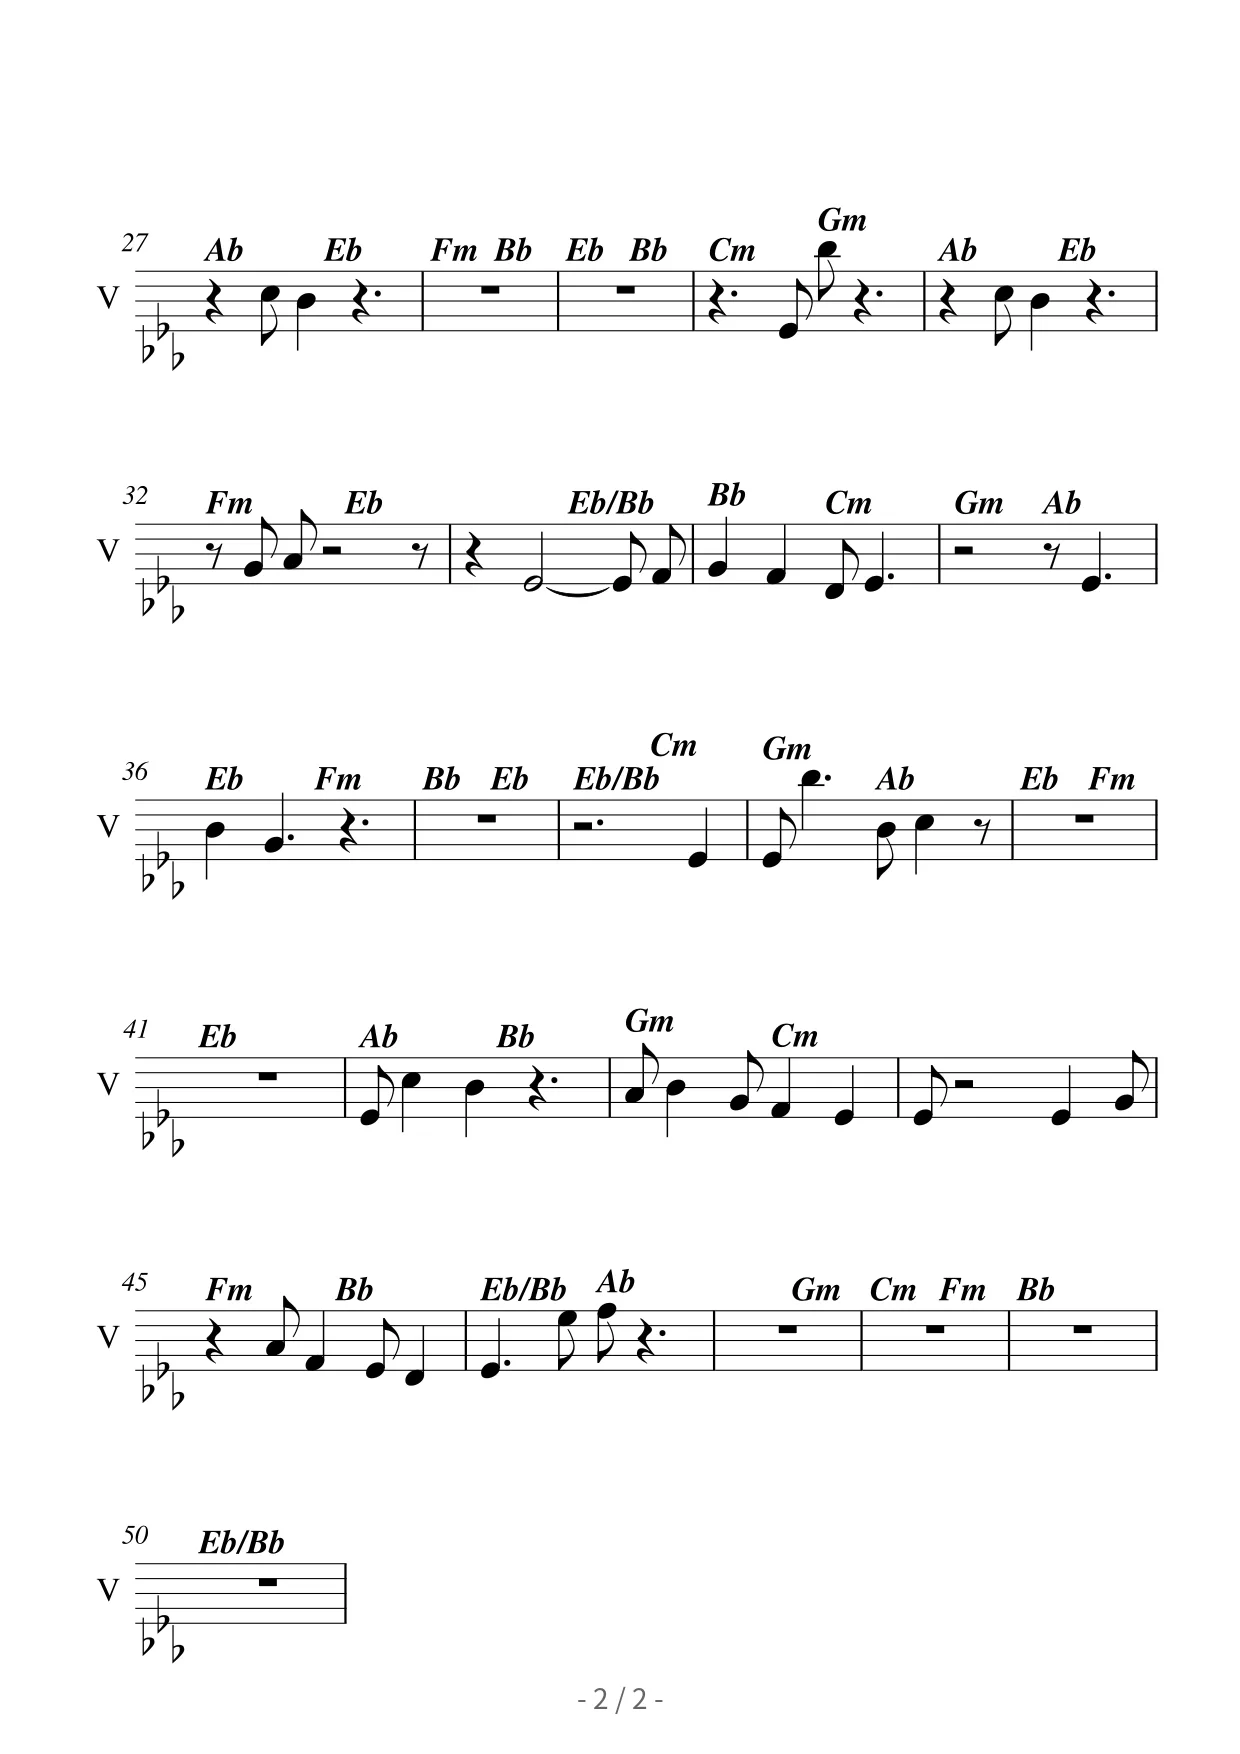 27 Ab Eb Fm Bb Eb Bb Cm Gm Ab Eb
V
32 Fm Eb Eb/Bb Bb Cm Gm Ab
V
36 Eb Fm Bb Eb Eb/Bb Cm Gm Ab Eb Fm
V
41 Eb Ab Bb Gm Cm
V
45 Fm Bb Eb/Bb Ab Gm Cm Fm Bb
V
50 Eb/Bb
V
- 2 / 2 -